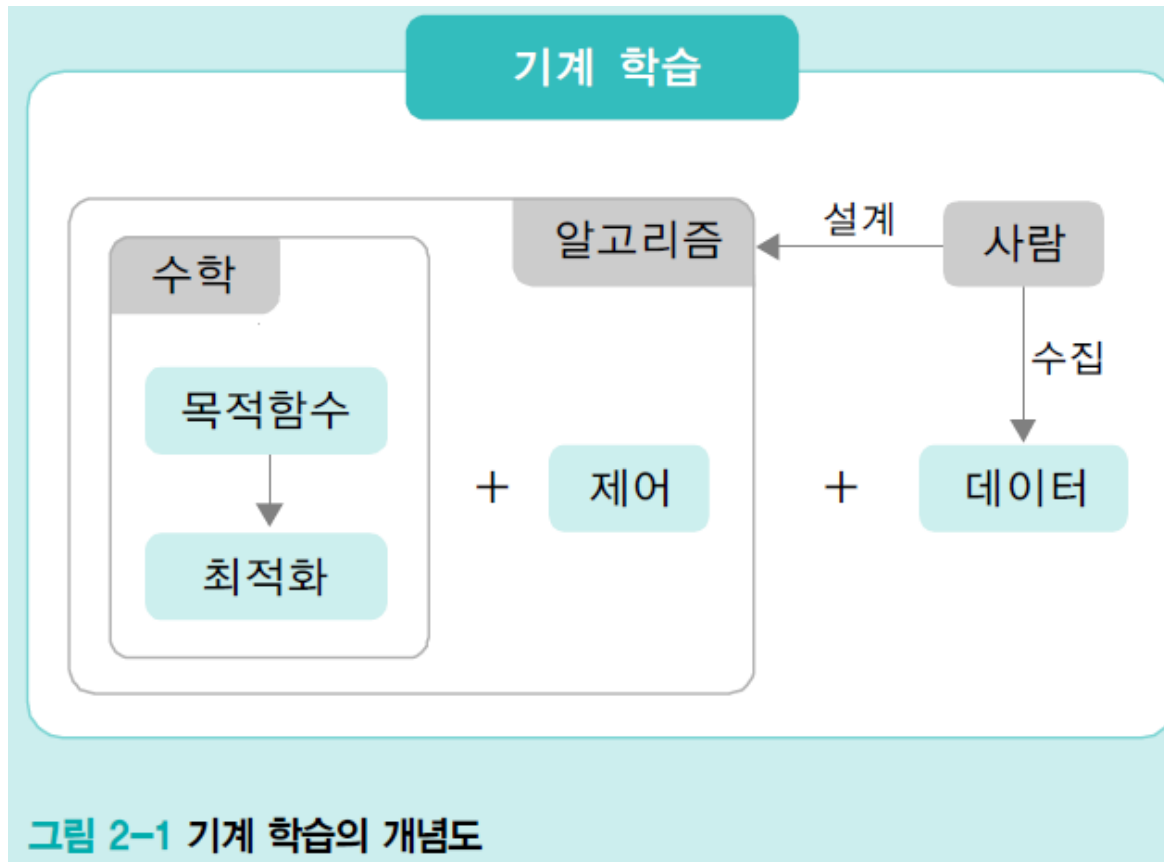 기계 학습
알고리즘
설계
사람
수학
수집
목적함수
+
제어
+
데이터
최적화
그림 2-1 기계 학습의 개념도